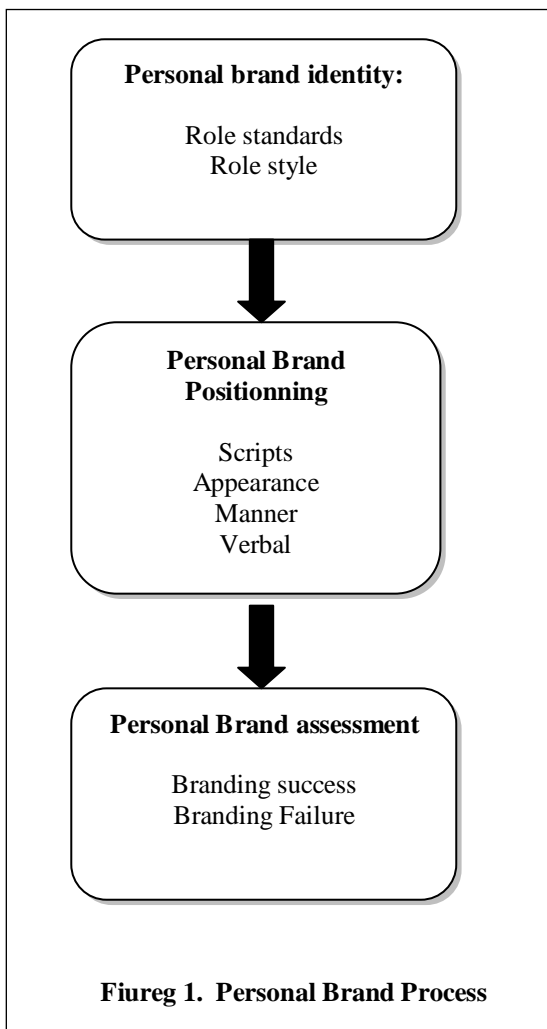 Personal brand identity:
Role standards
Role style
Personal Brand
Positionning
Scripts
Appearance
Manner
Verbal
Personal Brand assessment
Branding success
Branding Failure
Fiureg 1. Personal Brand Process